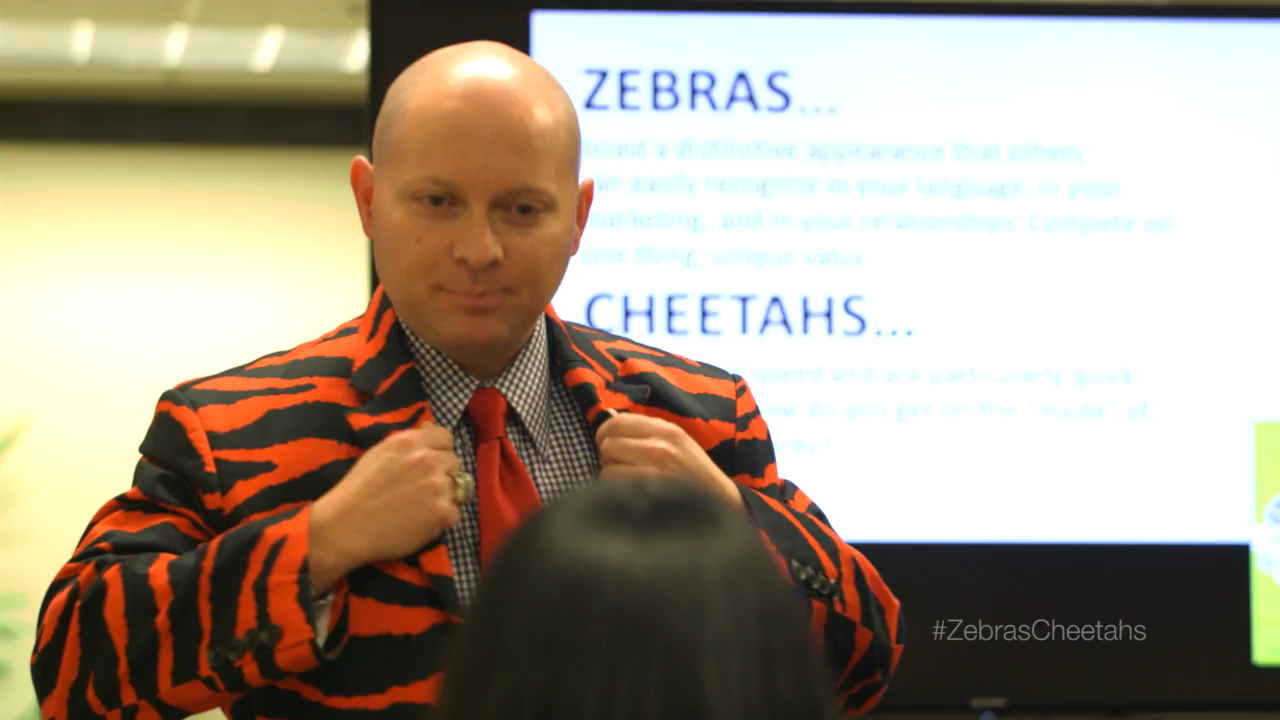 ZEBRAS...
boast a distinctive appearance that others
can easily recognize in your language, in your
marketing, and in your relationships. Compete on
one thing, unique value
CHEETAHS...
speed and are particularly quick
now. do you get on the "inside" of
#ZebrasCheetahs